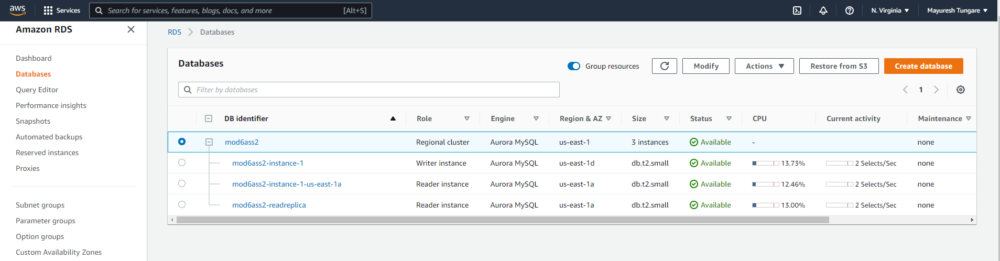 aws Services Search for services, features, blogs, docs, and more [Alt+S] N. Virginia Mayuresh Tungare
Amazon RDS
Dashboard
Databases
Query Editor
Performance insights
Snapshots
Automated backups
Reserved instances
Proxies
Subnet groups
Parameter groups
Option groups
Custom Availability Zones
RDS Databases
Databases Group resources Modify Actions Restore from S3 Create database
Filter by databases 1
DB identifier Role Engine Region & AZ Size Status CPU Current activity Maintenance
mod6ass2 Regional cluster Aurora MySQL us-east-1 3 instances Available - none
mod6ass2-instance-1 Writer instance Aurora MySQL us-east-1d db.t2.small Available 13.73% 2 Selects/Sec none
mod6ass2-instance-1-us-east-1a Reader instance Aurora MySQL us-east-1a db.t2.small Available 12.46% 2 Selects/Sec none
mod6ass2-readreplica Reader instance Aurora MySQL us-east-1a db.t2.small Available 13.00% 2 Selects/Sec none